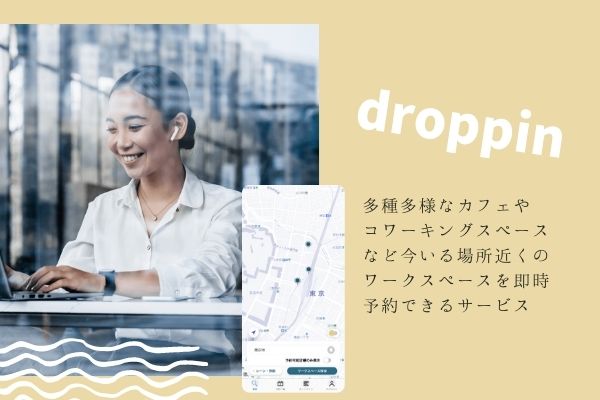 droppin
多種多様なカフェや
コワーキングスペース
など今いる場所近くの
ワークスペースを即時
予約できるサービス
東京